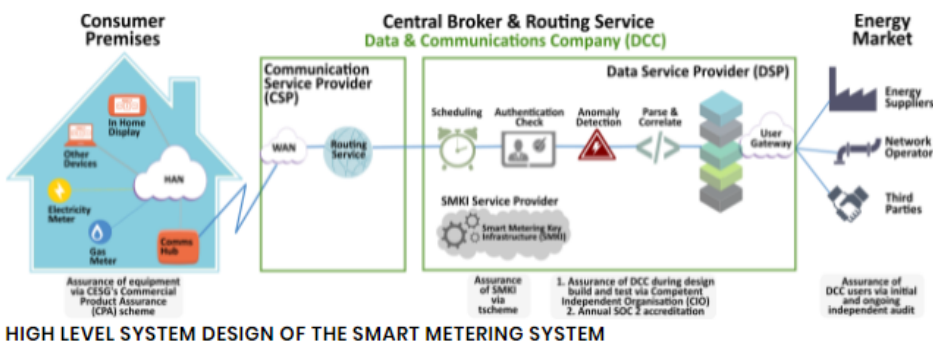 Consumer
Premises
Central Broker & Routing Service
Data & Communications Company (DCC)
Energy
Market
Communication
Service Provider
(CSP)
Data Service Provider (DSP)
In Home
Display
Other
Devices
HAN
Electricity
Meter
Gas
Meter
Comms
Hub
WAN
Routing
Service
Scheduling
Authentication
Check
Anomaly
Detection
Parse &
Correlate
User
Gateway
SMKI Service Provider
Smart Metering Key
Infrastructure (SMKI)
Energy
Suppliers
Network
Operator
Third
Parties
Assurance of equipment
via CESG's Commercial
Product Assurance
(CPA) scheme
Assurance
of SMKI
via
tscheme
1. Assurance of DCC during design
build and test via Competent
Independent Organisation (CIO)
2. Annual SOC 2 accreditation
Assurance of
DCC users via initial
and ongoing
independent audit
HIGH LEVEL SYSTEM DESIGN OF THE SMART METERING SYSTEM